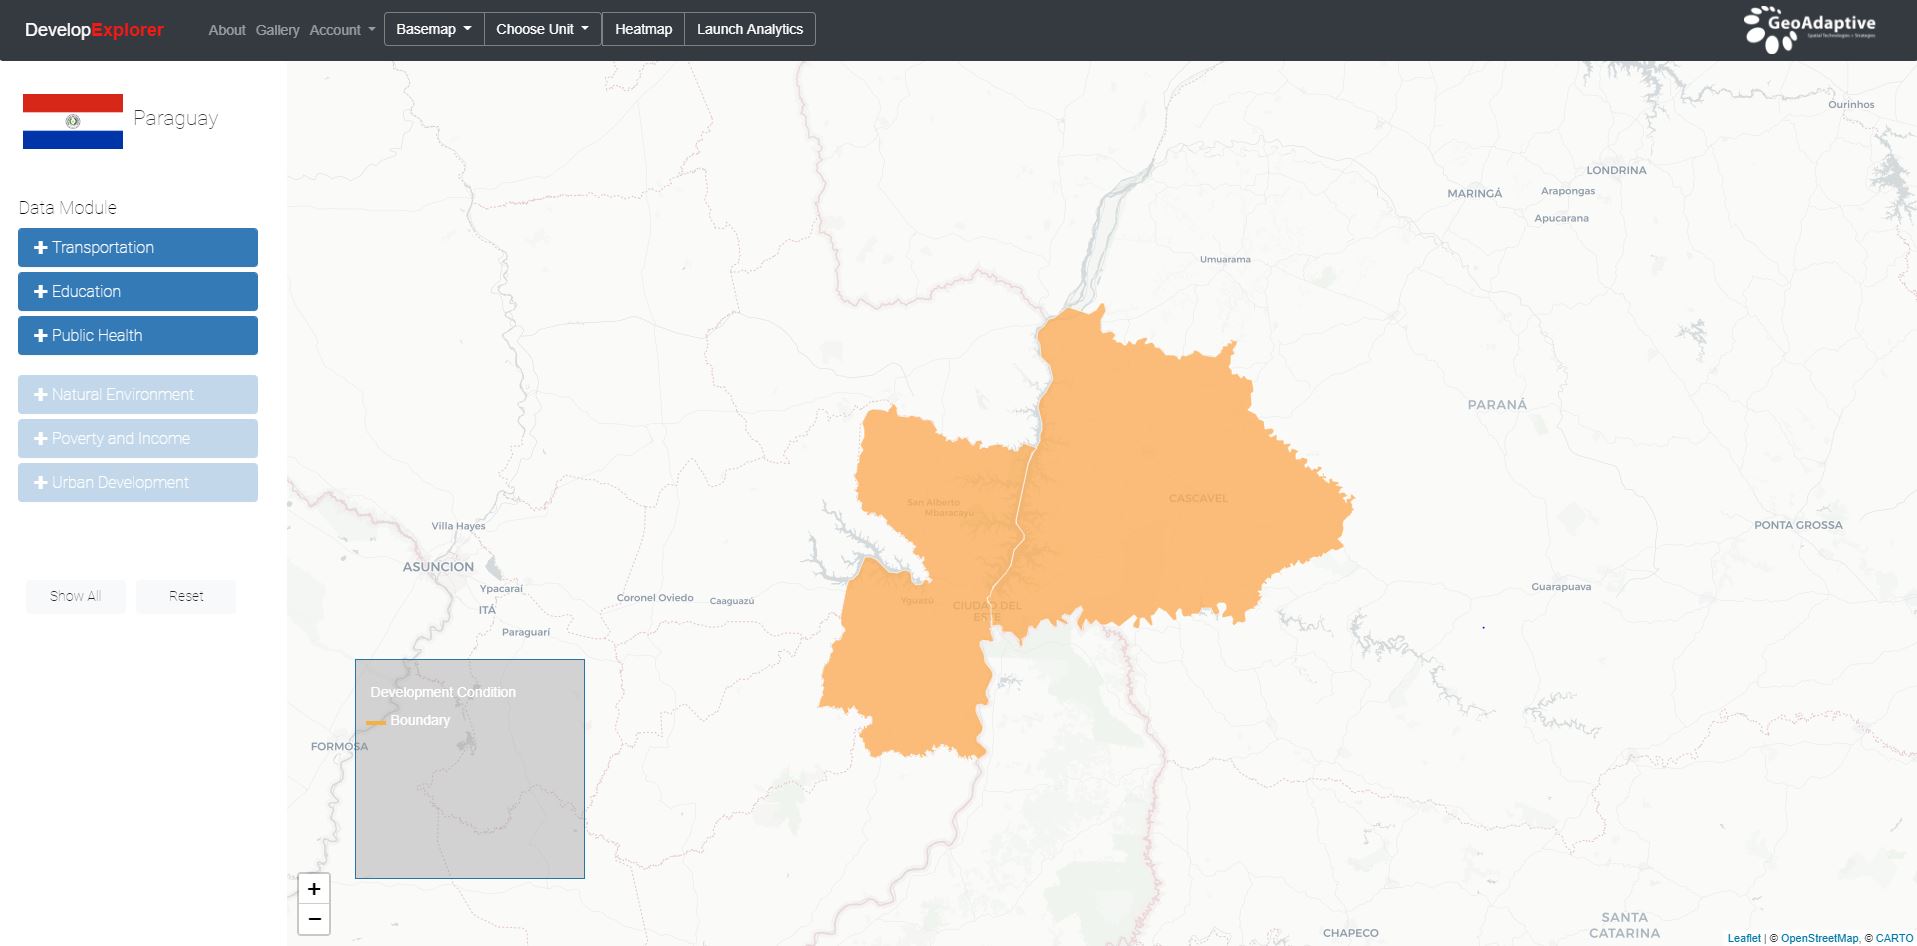 DevelopExplorer
About
Gallery
Account
Basemap
Choose Unit
Heatmap
Launch Analytics
GeoAdaptive
Spatial Technologies + Strategies
Paraguay
Data Module
Transportation
Education
Public Health
Natural Environment
Poverty and Income
Urban Development
Show All
Reset
Ourinhos
LONDRINA
MARINGÁ
Arapongas
Apucarana
Umuarama
PARANÁ
CASCAVEL
San Alberto
Mbaracayú
PONTA GROSSA
Villa Hayes
ASUNCION
Ypacaraí
ITÁ
Coronel Oviedo
Caaguazú
Yguazú
CIUDAD DEL
ESTE
Guarapuava
Paraguarí
Development Condition
Boundary
FORMOSA
+
−
CHAPECO
SANTA
CATARINA
Leaflet | © OpenStreetMap, © CARTO